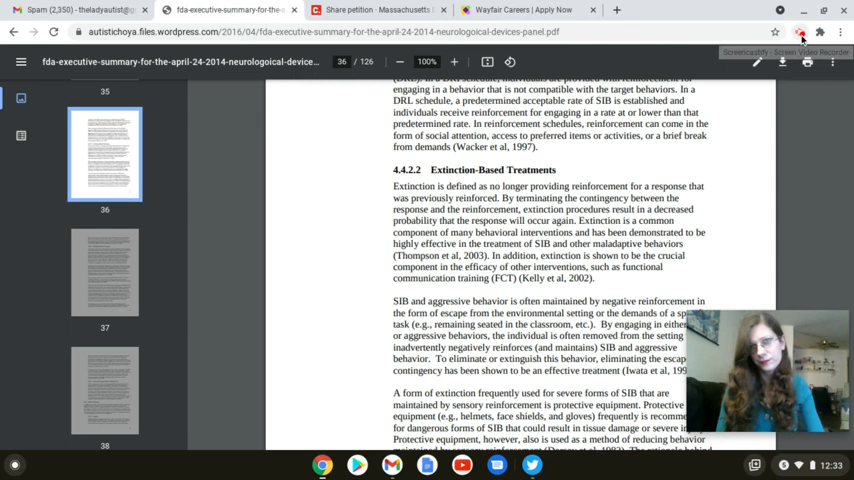 Spam (2,350) - theladyautist@g
fda-executive-summary-for-the-a
Share petition · Massachusetts D
Wayfair Careers | Apply Now
autistichoya.files.wordpress.com/2016/04/fda-executive-summary-for-the-april-24-2014-neurologoical-devices-panel.pdf
Screencastify - Screen Video Recorder
fda-executive-summary-for-the-april-24-2014-neurologoical-device...
36 / 126
100%
35
36
37
38
engaging in a behavior that is not compatible with the target behaviors. In a
DRL schedule, a predetermined acceptable rate of SIB is established and
individuals receive reinforcement for engaging in a rate at or lower than that
predetermined rate. In reinforcement schedules, reinforcement can come in the
form of social attention, access to preferred items or activities, or a brief break
from demands (Wacker et al, 1997).
4.4.2.2 Extinction-Based Treatments
Extinction is defined as no longer providing reinforcement for a response that
was previously reinforced. By terminating the contingency between the
response and the reinforcement, extinction procedures result in a decreased
probability that the response will occur again. Extinction is a common
component of many behavioral interventions and has been demonstrated to be
highly effective in the treatment of SIB and other maladaptive behaviors
(Thompson et al, 2003). In addition, extinction is shown to be the crucial
component in the efficacy of other interventions, such as functional
communication training (FCT) (Kelly et al, 2002).
SIB and aggressive behavior is often maintained by negative reinforcement in
the form of escape from the environmental setting or the demands of a sp
task (e.g., remaining seated in the classroom, etc.). By engaging in either
or aggressive behaviors, the individual is often removed from the setting
inadvertently negatively reinforces (and maintains) SIB and aggressive
behavior. To eliminate or extinguish this behavior, eliminating the escape
contingency has been shown to be an effective treatment (Iwata et al, 199
A form of extinction frequently used for severe forms of SIB that are
maintained by sensory reinforcement is protective equipment. Protective
equipment (e.g., helmets, face shields, and gloves) frequently is recomm
for dangerous forms of SIB that could result in tissue damage or severe in
Protective equipment, however, also is used as a method of reducing behavior
12:33